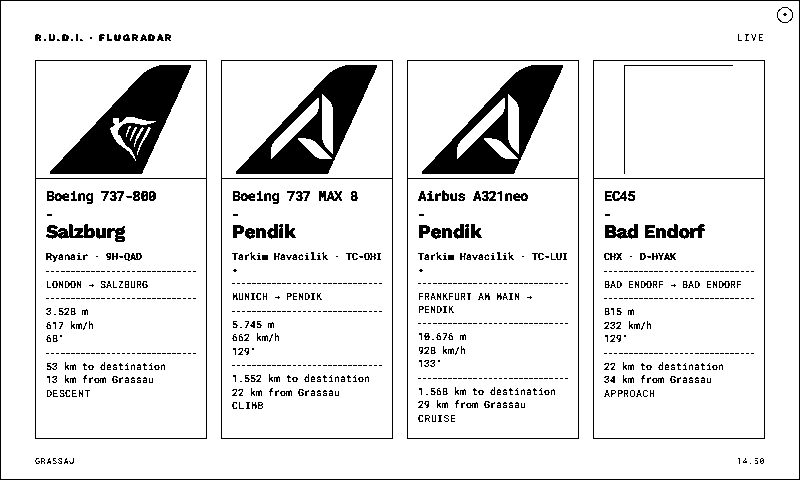 R.U.D.I. · FLUGRADAR
LIVE
Boeing 737-800
-
Salzburg
Ryanair · 9H-QAD
LONDON → SALZBURG
3.528 m
617 km/h
68°
53 km to destination
13 km from Grassau
DESCENT
Boeing 737 MAX 8
-
Pendik
Tarkim Havacilik · TC-OHI
•
MUNICH → PENDIK
5.745 m
662 km/h
129°
1.552 km to destination
22 km from Grassau
CLIMB
Airbus A321neo
-
Pendik
Tarkim Havacilik · TC-LUI
•
FRANKFURT AM MAIN →
PENDIK
10.676 m
928 km/h
133°
1.568 km to destination
29 km from Grassau
CRUISE
EC45
-
Bad Endorf
CHX · D-HYAK
BAD ENDORF → BAD ENDORF
815 m
232 km/h
129°
22 km to destination
34 km from Grassau
APPROACH
GRASSAU
14.50